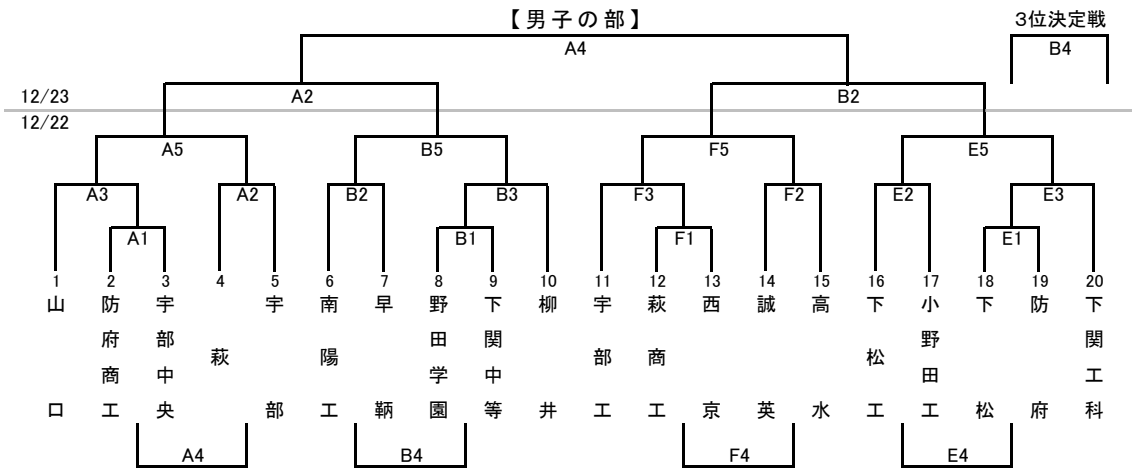 【男子の部】
3位決定戦
A4
B4
12/23
A2
B2
12/22
A5
B5
F5
E5
A3
A2
B2
B3
F3
F2
E2
E3
A1
B1
F1
E1
1 2 3 4 5 6 7 8 9 10 11 12 13 14 15 16 17 18 19 20
山口
防府商工
宇部中央
萩
宇部
南陽工
早鞆
野田学園
下関中等
柳井
宇部工
萩商工
西京
誠英
高水
下松工
小野田工
下松
防府
下関工科
A4
B4
F4
E4